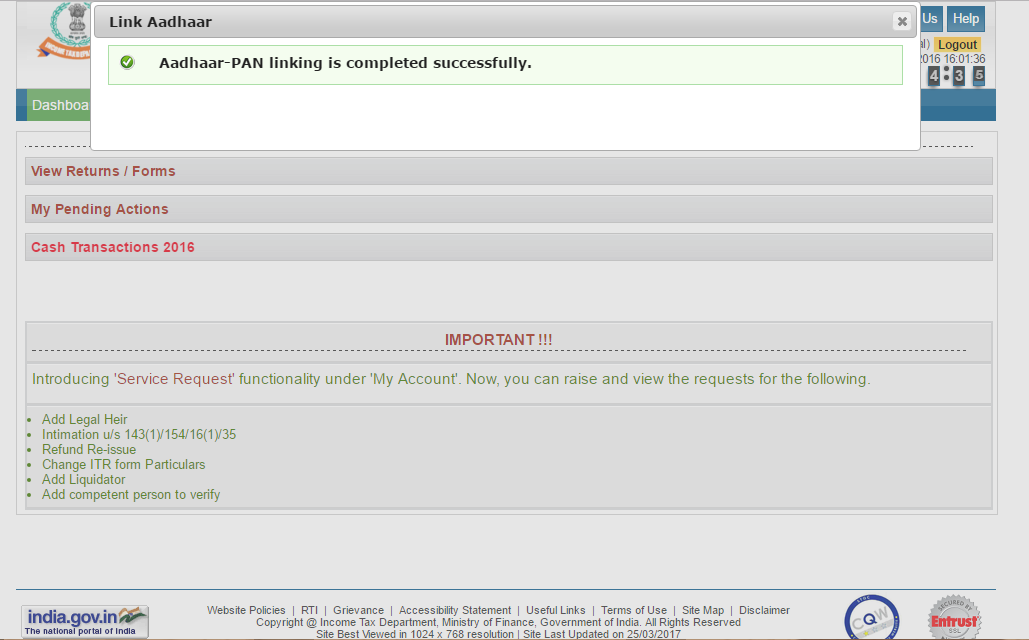 Link Aadhaar
Us Help
Aadhaar-PAN linking is completed successfully.
Logout
2016 16:01:36
4 : 3 5
Dashboa
View Returns / Forms
My Pending Actions
Cash Transactions 2016
IMPORTANT !!!
Introducing 'Service Request' functionality under 'My Account'. Now, you can raise and view the requests for the following.
Add Legal Heir
Intimation u/s 143(1)/154/16(1)/35
Refund Re-issue
Change ITR form Particulars
Add Liquidator
Add competent person to verify
india.gov.in
The national portal of India
Website Policies | RTI | Grievance | Accessibility Statement | Useful Links | Terms of Use | Site Map | Disclaimer
Copyright @ Income Tax Department, Ministry of Finance, Government of India. All Rights Reserved
Site Best Viewed in 1024 x 768 resolution | Site Last Updated on 25/03/2017
CQW
SECURED BY
Entrust
SSL